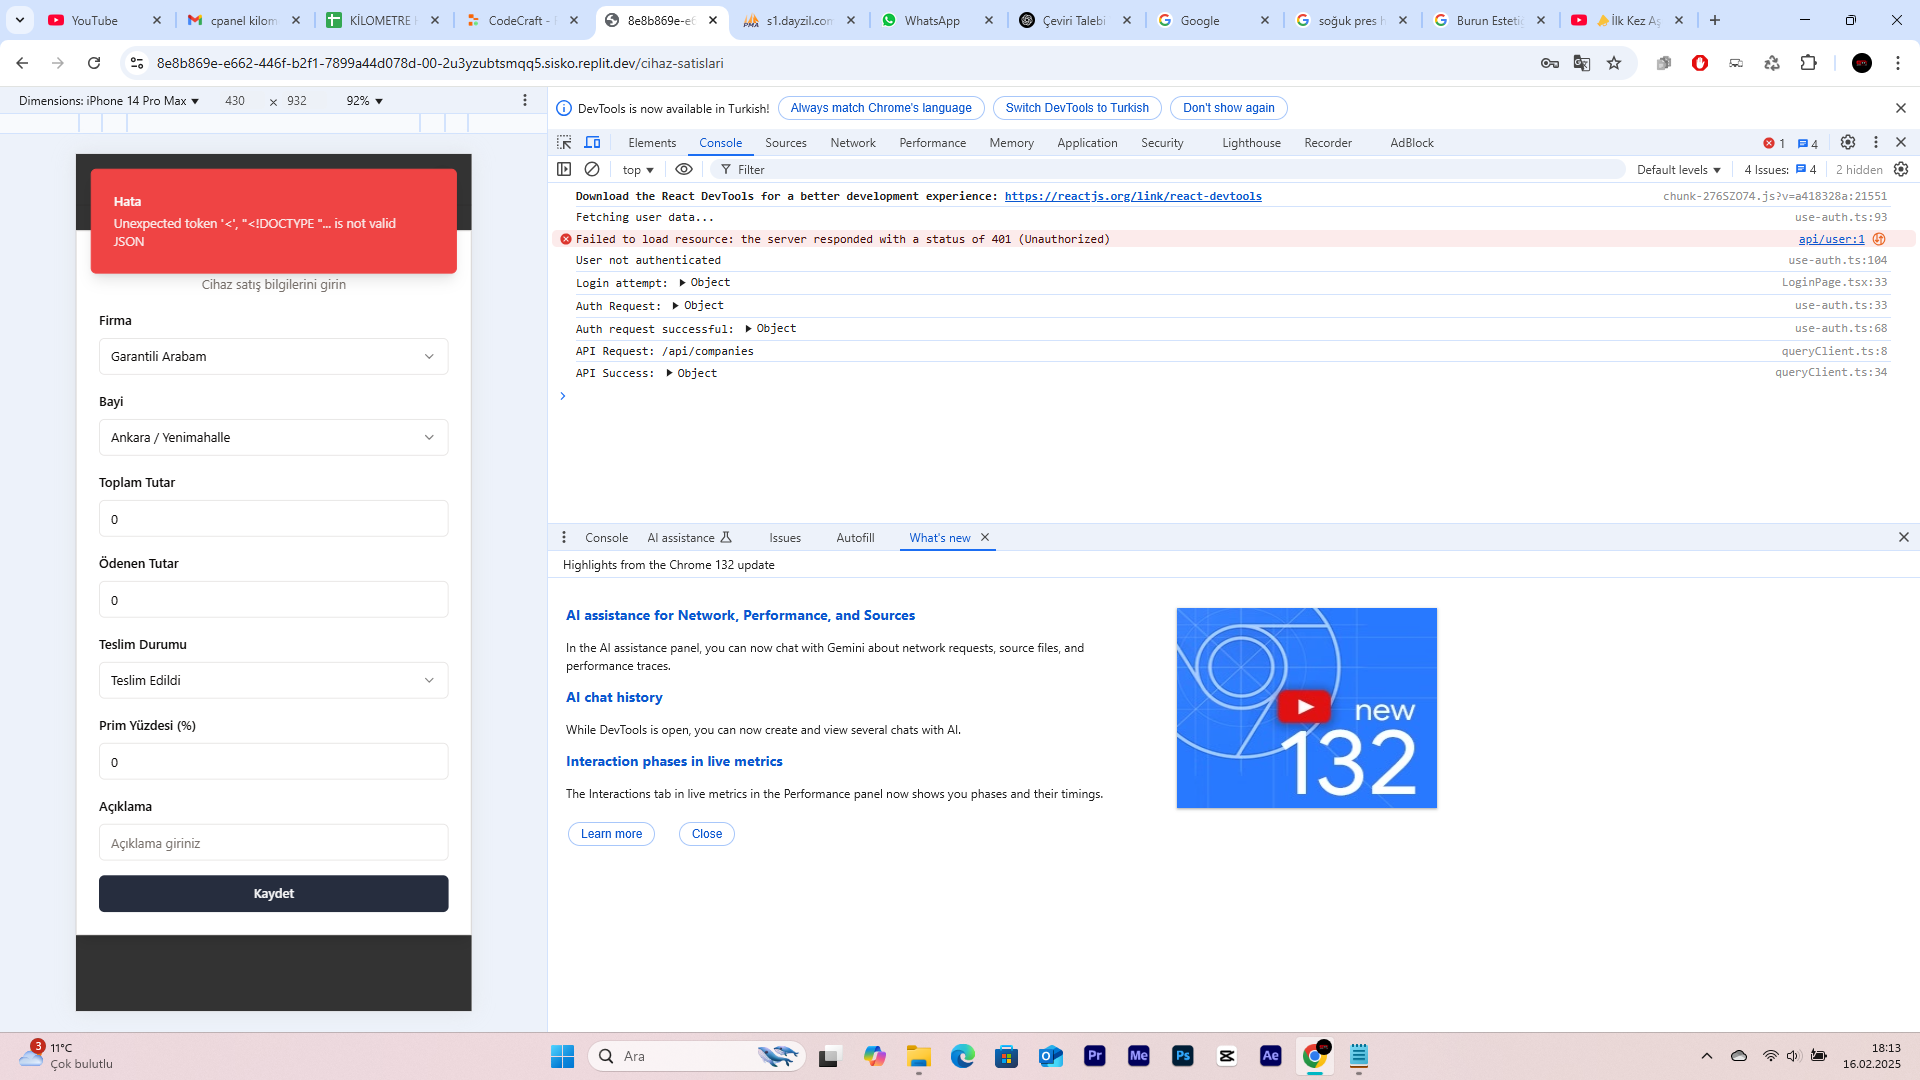 YouTube
cpanel kilom
KİLOMETRE
CodeCraft -
8e8b869e-e6
s1.dayzil.com
WhatsApp
Çeviri Talebi
Google
soğuk pres h
Burun Esteti
İlk Kez Aş
8e8b869e-e662-446f-b2f1-7899a44d078d-00-2u3yzubtsmqq5.sisko.replit.dev/cihaz-satislari
Dimensions: iPhone 14 Pro Max 430 × 932 92%
Hata
Unexpected token '<', "<!DOCTYPE "... is not valid
JSON
Cihaz satış bilgilerini girin
Firma
Garantili Arabam
Bayi
Ankara / Yenimahalle
Toplam Tutar
0
Ödenen Tutar
0
Teslim Durumu
Teslim Edildi
Prim Yüzdesi (%)
0
Açıklama
Açıklama giriniz
Kaydet
DevTools is now available in Turkish! Always match Chrome's language Switch DevTools to Turkish Don't show again
Elements Console Sources Network Performance Memory Application Security Lighthouse Recorder AdBlock 1 4
top Filter Default levels 4 Issues: 4 2 hidden
Download the React DevTools for a better development experience: https://reactjs.org/link/react-devtools chunk-276SZO74.js?v=a418328a:21551
Fetching user data... use-auth.ts:93
Failed to load resource: the server responded with a status of 401 (Unauthorized) api/user:1
User not authenticated use-auth.ts:104
Login attempt: Object LoginPage.tsx:33
Auth Request: Object use-auth.ts:33
Auth request successful: Object use-auth.ts:68
API Request: /api/companies queryClient.ts:8
API Success: Object queryClient.ts:34
Console AI assistance Issues Autofill What's new
Highlights from the Chrome 132 update
AI assistance for Network, Performance, and Sources
In the AI assistance panel, you can now chat with Gemini about network requests, source files, and
performance traces.
AI chat history
While DevTools is open, you can now create and view several chats with AI.
Interaction phases in live metrics
The Interactions tab in live metrics in the Performance panel now shows you phases and their timings.
Learn more Close
new
132
3
11°C
Çok bulutlu
Ara
Pr
Me
Ps
Ae
18:13
16.02.2025